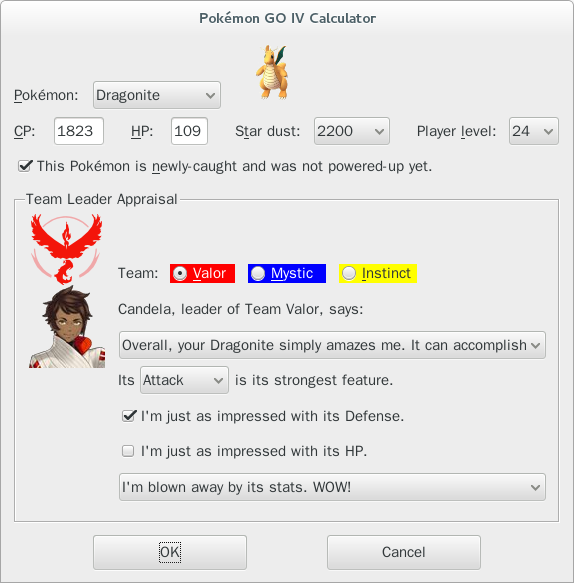 Pokémon GO IV Calculator
Pokémon: Dragonite
CP: 1823 HP: 109 Star dust: 2200 Player level: 24
This Pokémon is newly-caught and was not powered-up yet.
Team Leader Appraisal
Team: Valor Mystic Instinct
Candela, leader of Team Valor, says:
Overall, your Dragonite simply amazes me. It can accomplish
Its Attack is its strongest feature.
I'm just as impressed with its Defense.
I'm just as impressed with its HP.
I'm blown away by its stats. WOW!
OK Cancel